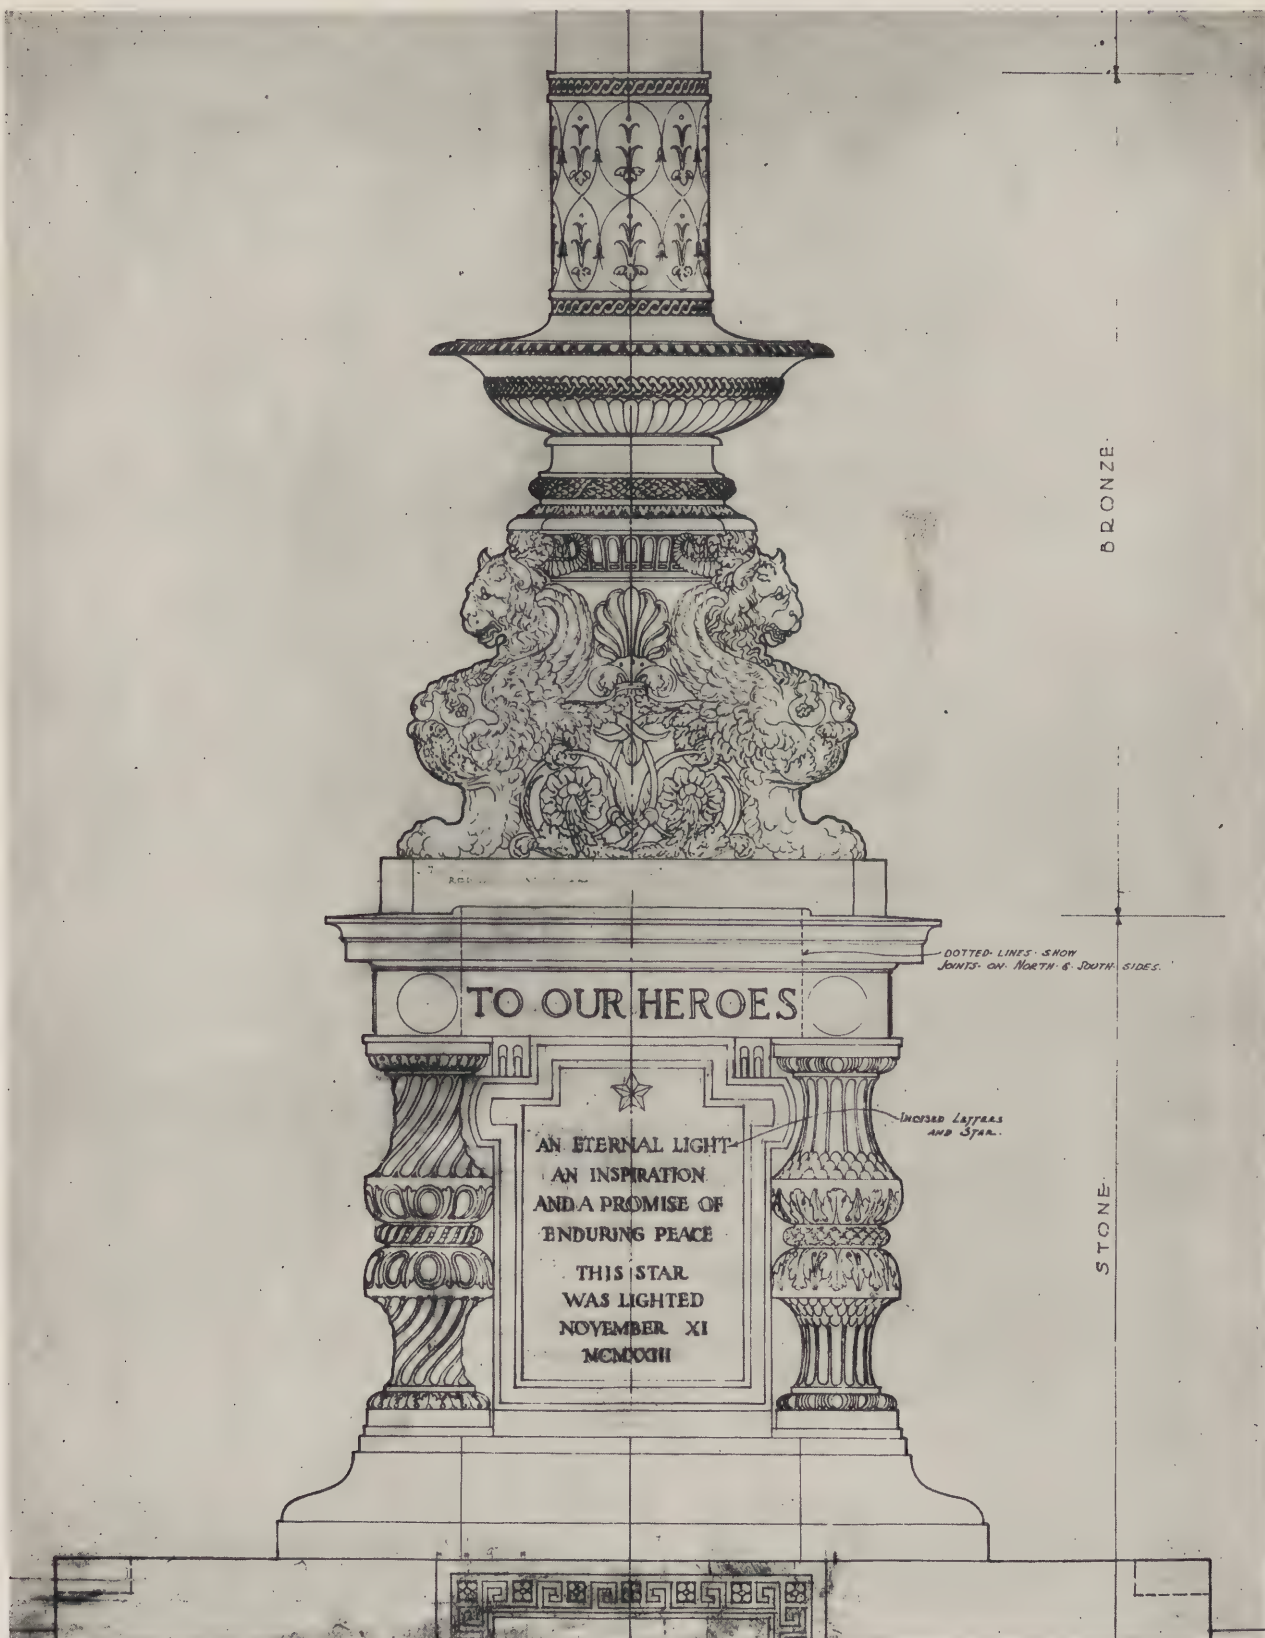 BRONZE.
DOTTED. LINES. SHOW
JOINTS. ON. NORTH. &. SOUTH. SIDES.
TO OUR HEROES
INCISED LETTERS
AND STAR.
AN ETERNAL LIGHT
AN INSPIRATION
AND A PROMISE OF
ENDURING PEACE
THIS STAR
WAS LIGHTED
NOVEMBER XI
MCMXXIII
STONE.